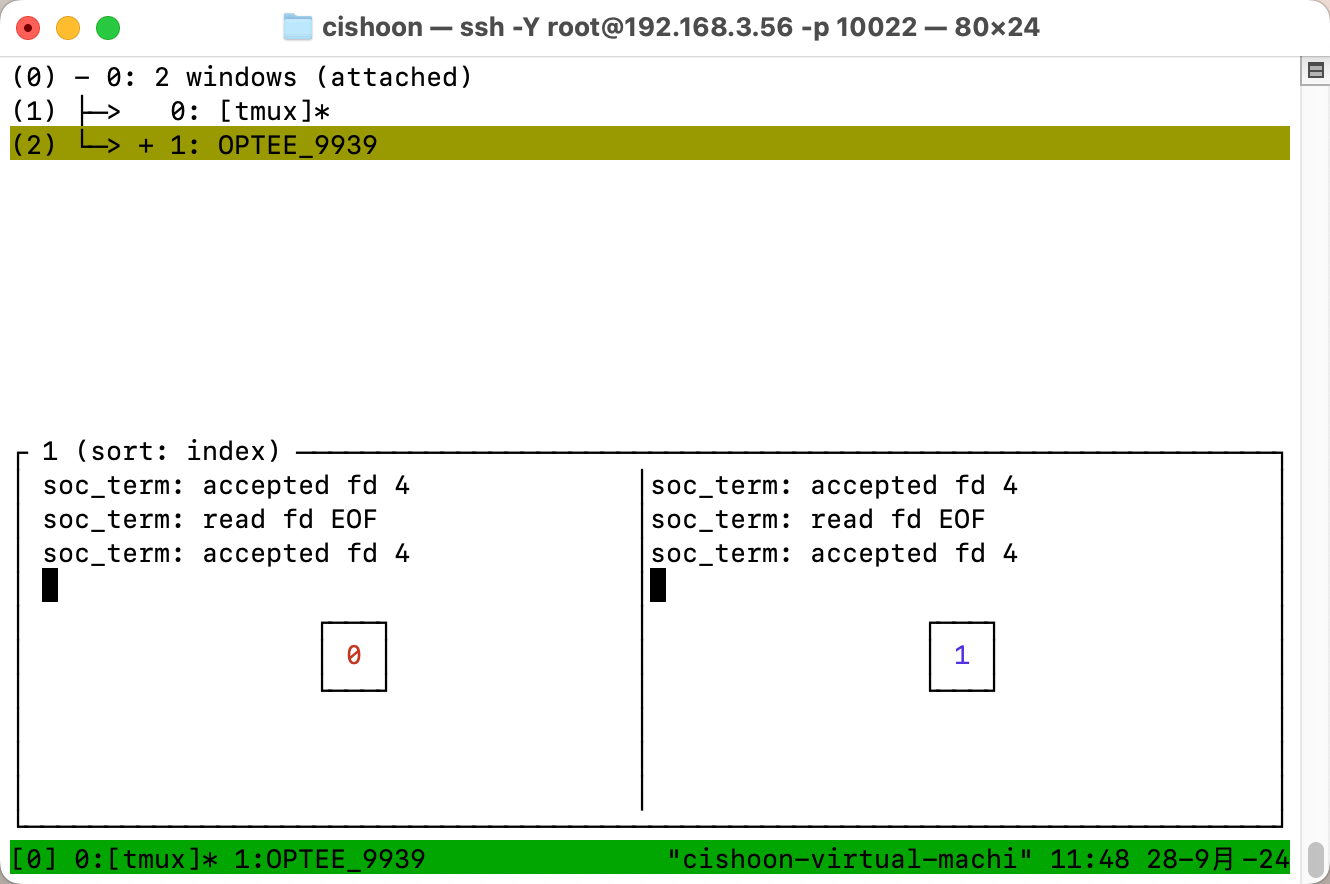 cishoon — ssh -Y root@192.168.3.56 -p 10022 — 80×24
(0) - 0: 2 windows (attached)
(1) ├─>   0: [tmux]*
(2) └─> + 1: OPTEE_9939
1 (sort: index)
soc_term: accepted fd 4
soc_term: read fd EOF
soc_term: accepted fd 4
0
soc_term: accepted fd 4
soc_term: read fd EOF
soc_term: accepted fd 4
1
[0] 0:[tmux]* 1:OPTEE_9939 "cishoon-virtual-machi" 11:48 28-9月-24